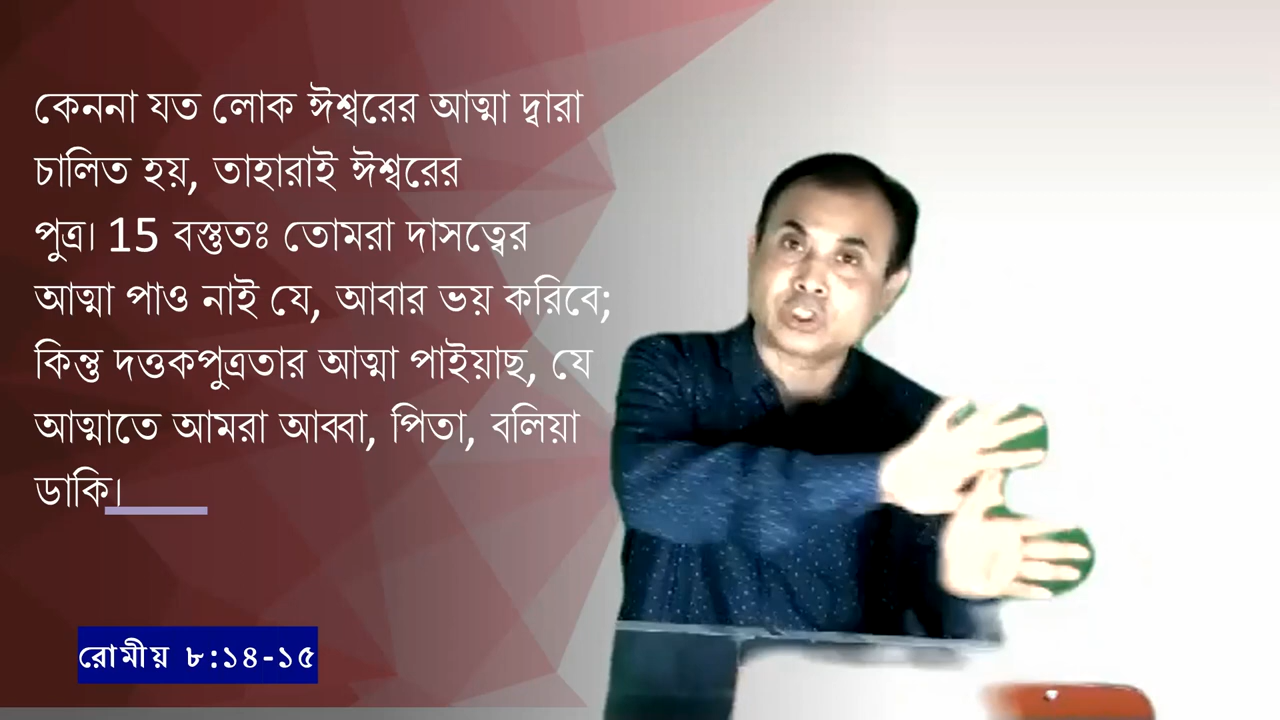 কেননা যত লোক ঈশ্বরের আত্মা দ্বারা
চালিত হয়, তাহারাই ঈশ্বরের
পুত্র। 15 বস্তুতঃ তোমরা দাসত্বের
আত্মা পাও নাই যে, আবার ভয় করিবে;
কিন্তু দত্তকপুত্রতার আত্মা পাইয়াছ, যে
আত্মাতে আমরা আব্বা, পিতা, বলিয়া
ডাকি।
রোমীয় ৮:১৪-১৫